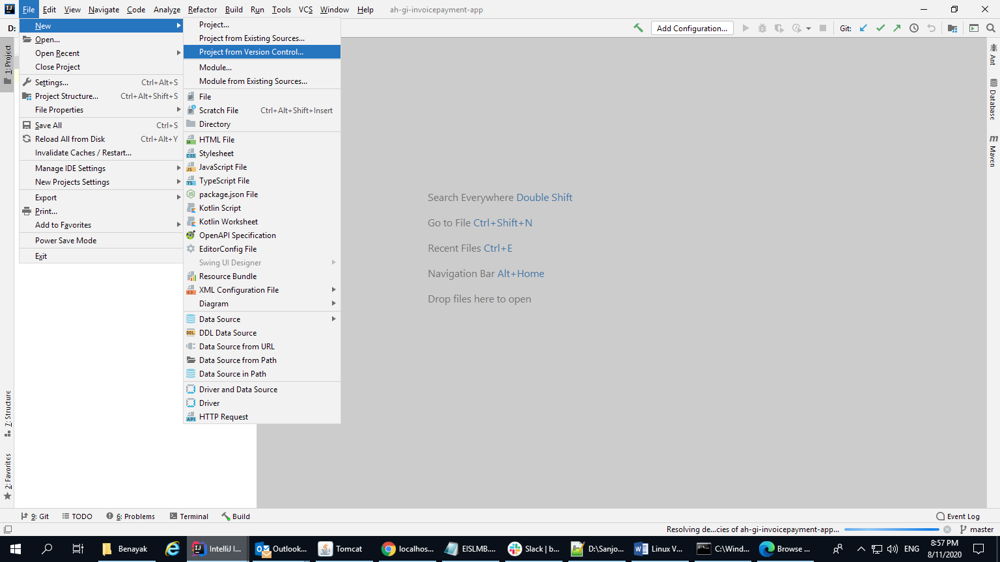 File Edit View Navigate Code Analyze Refactor Build Run Tools VCS Window Help ah-gi-invoicepayment-app
D: Add Configuration... Git:
New
Open...
Open Recent
Close Project
Settings... Ctrl+Alt+S
Project Structure... Ctrl+Alt+Shift+S
File Properties
Save All Ctrl+S
Reload All from Disk Ctrl+Alt+Y
Invalidate Caches / Restart...
Manage IDE Settings
New Projects Settings
Export
Print...
Add to Favorites
Power Save Mode
Exit
Project...
Project from Existing Sources...
Project from Version Control...
Module...
Module from Existing Sources...
File
Scratch File Ctrl+Alt+Shift+Insert
Directory
HTML File
Stylesheet
JavaScript File
TypeScript File
package.json File
Kotlin Script
Kotlin Worksheet
OpenAPI Specification
EditorConfig File
Swing UI Designer
Resource Bundle
XML Configuration File
Diagram
Data Source
DDL Data Source
Data Source from URL
Data Source from Path
Data Source in Path
Driver and Data Source
Driver
HTTP Request
1: Project
7: Structure
2: Favorites
Search Everywhere Double Shift
Go to File Ctrl+Shift+N
Recent Files Ctrl+E
Navigation Bar Alt+Home
Drop files here to open
Ant
Database
Maven
9: Git TODO 6: Problems Terminal Build Event Log
Resolving de...cies of ah-gi-invoicepayment-app... master
Benayak IntelliJ I... Outlook... Tomcat localhos... EISLMB.... Slack | b... D:\Sanjo... Linux V... C:\Wind... Browse ... ENG 8:57 PM
8/11/2020